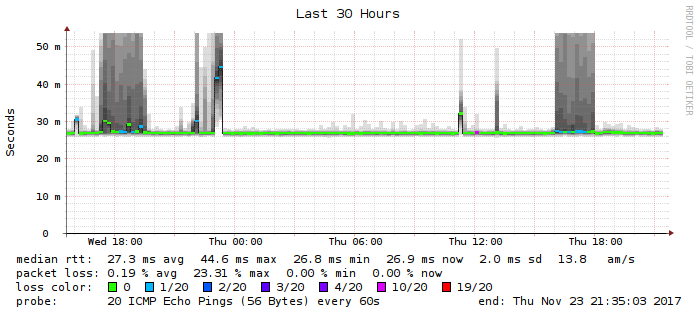 Last 30 Hours
RRDTOOL / TOBI OETIKER
Seconds
50 m
40 m
30 m
20 m
10 m
0
Wed 18:00 Thu 00:00 Thu 06:00 Thu 12:00 Thu 18:00
median rtt: 27.3 ms avg 44.6 ms max 26.8 ms min 26.9 ms now 2.0 ms sd 13.8 am/s
packet loss: 0.19 % avg 23.31 % max 0.00 % min 0.00 % now
loss color: 0 1/20 2/20 3/20 4/20 10/20 19/20
probe: 20 ICMP Echo Pings (56 Bytes) every 60s end: Thu Nov 23 21:35:03 2017